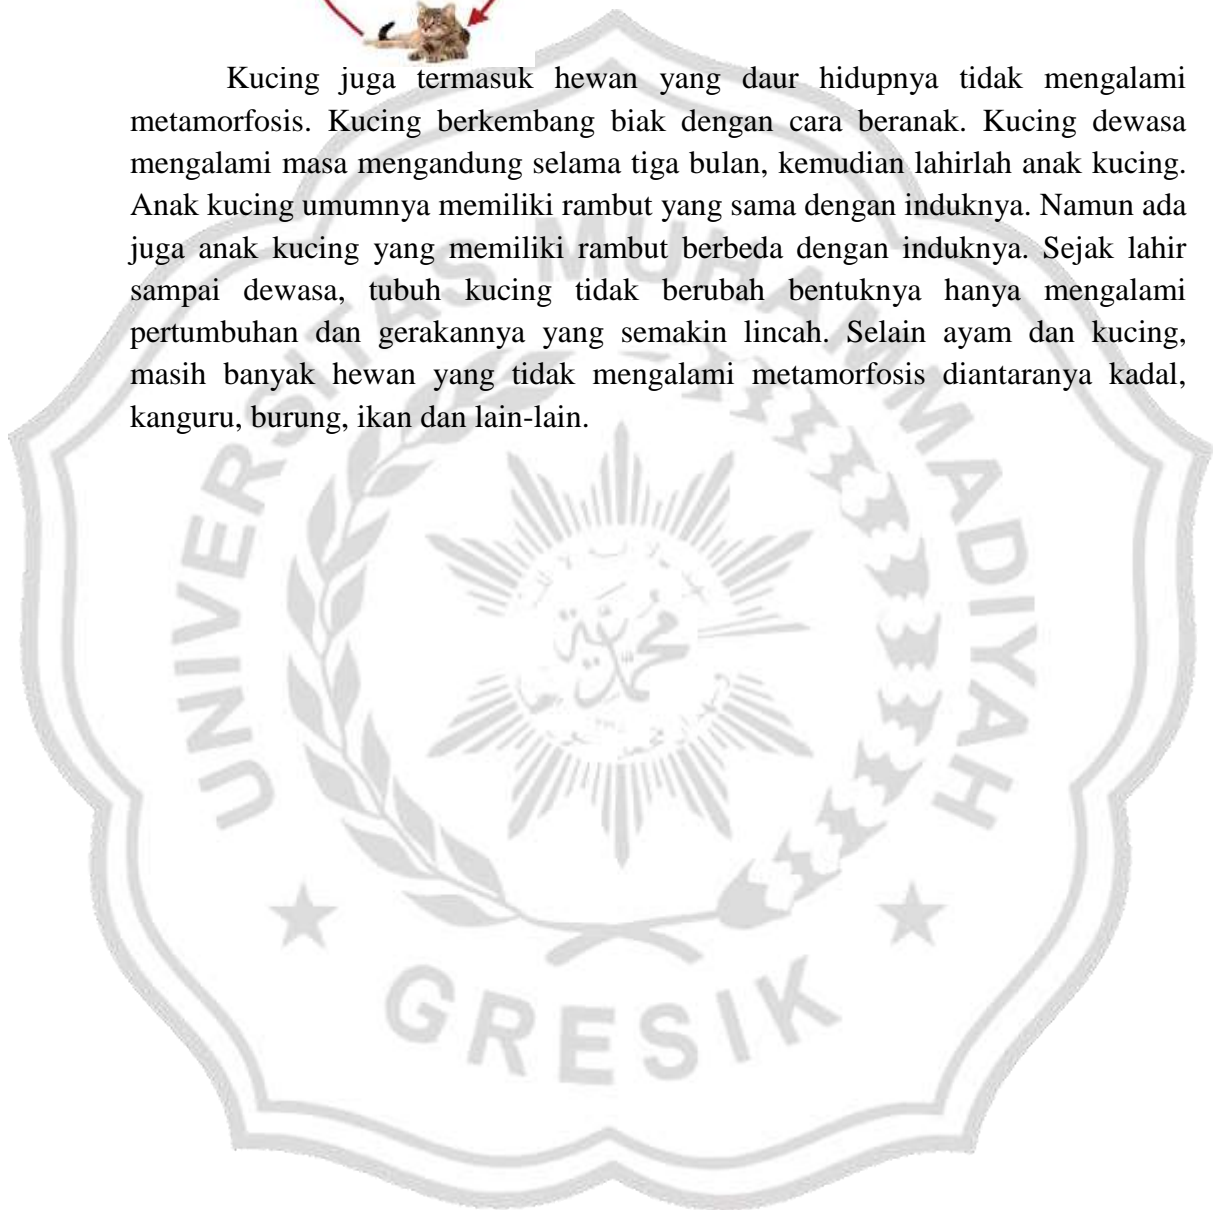 Kucing juga termasuk hewan yang daur hidupnya tidak mengalami
metamorfosis. Kucing berkembang biak dengan cara beranak. Kucing dewasa
mengalami masa mengandung selama tiga bulan, kemudian lahirlah anak kucing.
Anak kucing umumnya memiliki rambut yang sama dengan induknya. Namun ada
juga anak kucing yang memiliki rambut berbeda dengan induknya. Sejak lahir
sampai dewasa, tubuh kucing tidak berubah bentuknya hanya mengalami
pertumbuhan dan gerakannya yang semakin lincah. Selain ayam dan kucing,
masih banyak hewan yang tidak mengalami metamorfosis diantaranya kadal,
kanguru, burung, ikan dan lain-lain.
UNIVERSITAS MUHAMMADIYAH
GRESIK